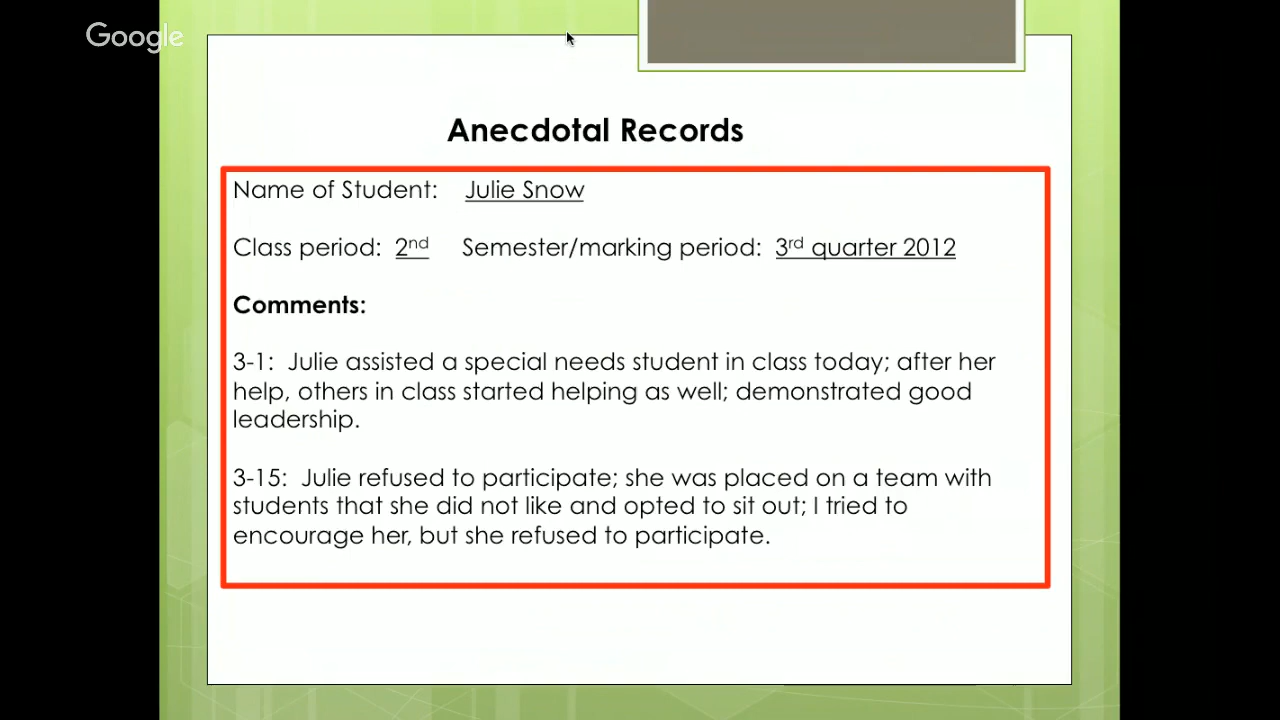 Google
Anecdotal Records
Name of Student: Julie Snow
Class period: 2nd Semester/marking period: 3rd quarter 2012
Comments:
3-1: Julie assisted a special needs student in class today; after her
help, others in class started helping as well; demonstrated good
leadership.
3-15: Julie refused to participate; she was placed on a team with
students that she did not like and opted to sit out; I tried to
encourage her, but she refused to participate.